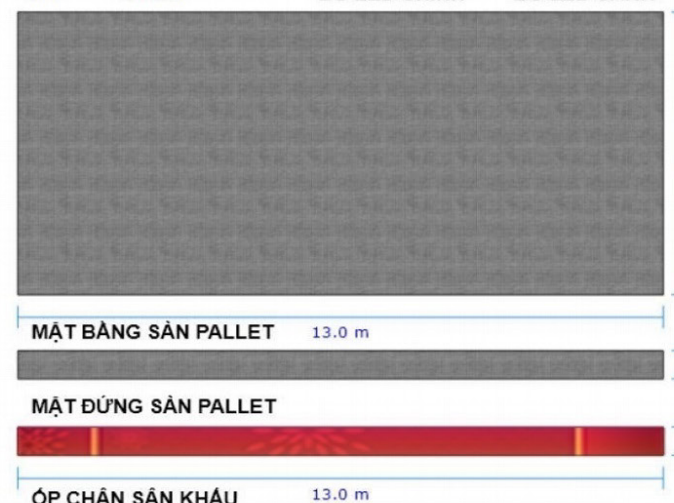 MẶT BẰNG SÀN PALLET 13.0 m
MẶT ĐỨNG SÀN PALLET
ỐP CHÂN SÂN KHẤU 13.0 m